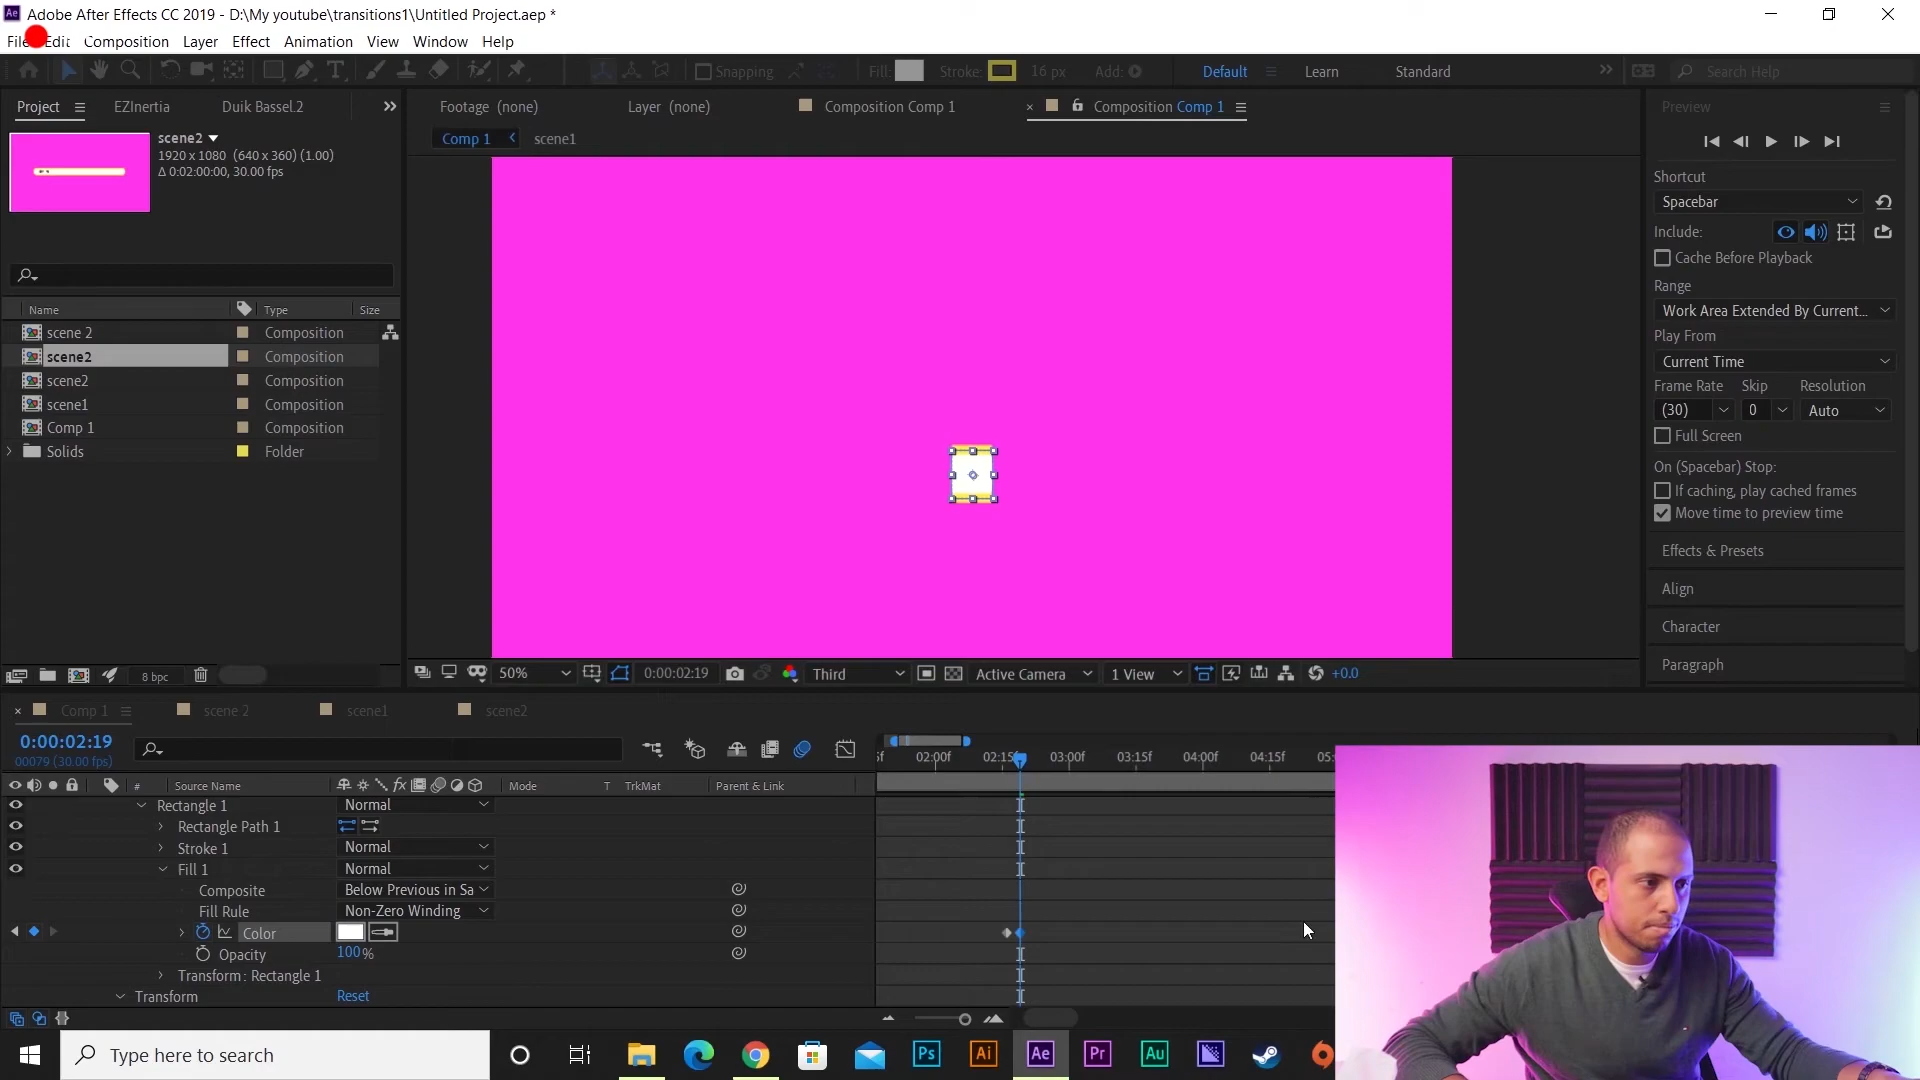 Adobe After Effects CC 2019 - D:\My youtube\transitions1\Untitled Project.aep *
File Edit Composition Layer Effect Animation View Window Help
Snapping Fill: Stroke: 16 px Add: Default Learn Standard Search Help
Project EZInertia Duik Bassel.2 Footage (none) Layer (none) Composition Comp 1 Composition Comp 1 Preview
scene2
1920 x 1080 (640 x 360) (1.00)
Δ 0:02:00:00, 30.00 fps
Comp 1 scene1
Shortcut
Spacebar
Include:
Cache Before Playback
Range
Work Area Extended By Current...
Play From
Current Time
Frame Rate Skip Resolution
(30) 0 Auto
Full Screen
On (Spacebar) Stop:
If caching, play cached frames
Move time to preview time
Effects & Presets
Align
Character
Paragraph
Name Type Size
scene 2 Composition
scene2 Composition
scene2 Composition
scene1 Composition
Comp 1 Composition
Solids Folder
8 bpc
50% 0:00:02:19 Third Active Camera 1 View +0.0
Comp 1 scene 2 scene1 scene2
0:00:02:19
00079 (30.00 fps)
02:00f 02:15f 03:00f 03:15f 04:00f 04:15f
# Source Name fx Mode T TrkMat Parent & Link
Rectangle 1 Normal
Rectangle Path 1
Stroke 1 Normal
Fill 1 Normal
Composite Below Previous in Sa
Fill Rule Non-Zero Winding
Color
Opacity 100%
Transform: Rectangle 1
Transform Reset
Type here to search
Ps Ai Ae Pr Au